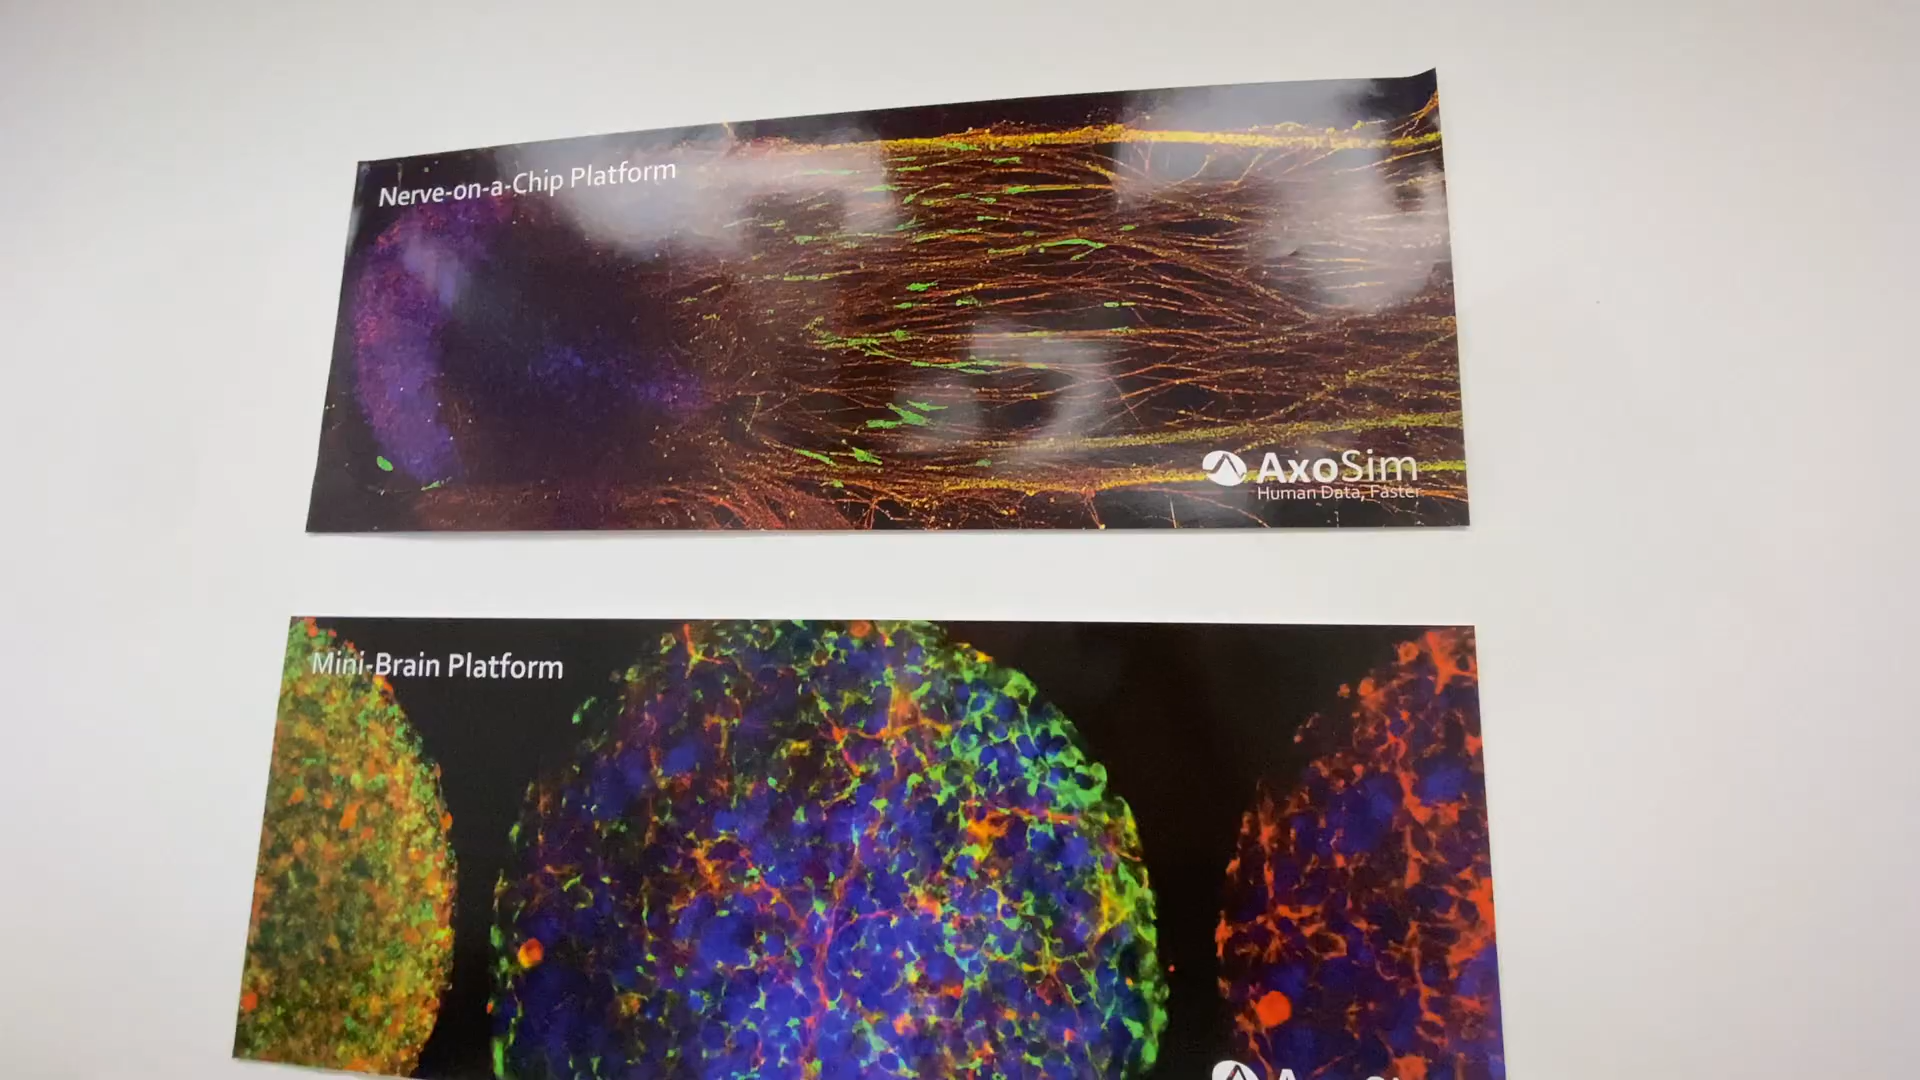 Nerve-on-a-Chip Platform
AxoSim
Human Data, Faster
Mini-Brain Platform